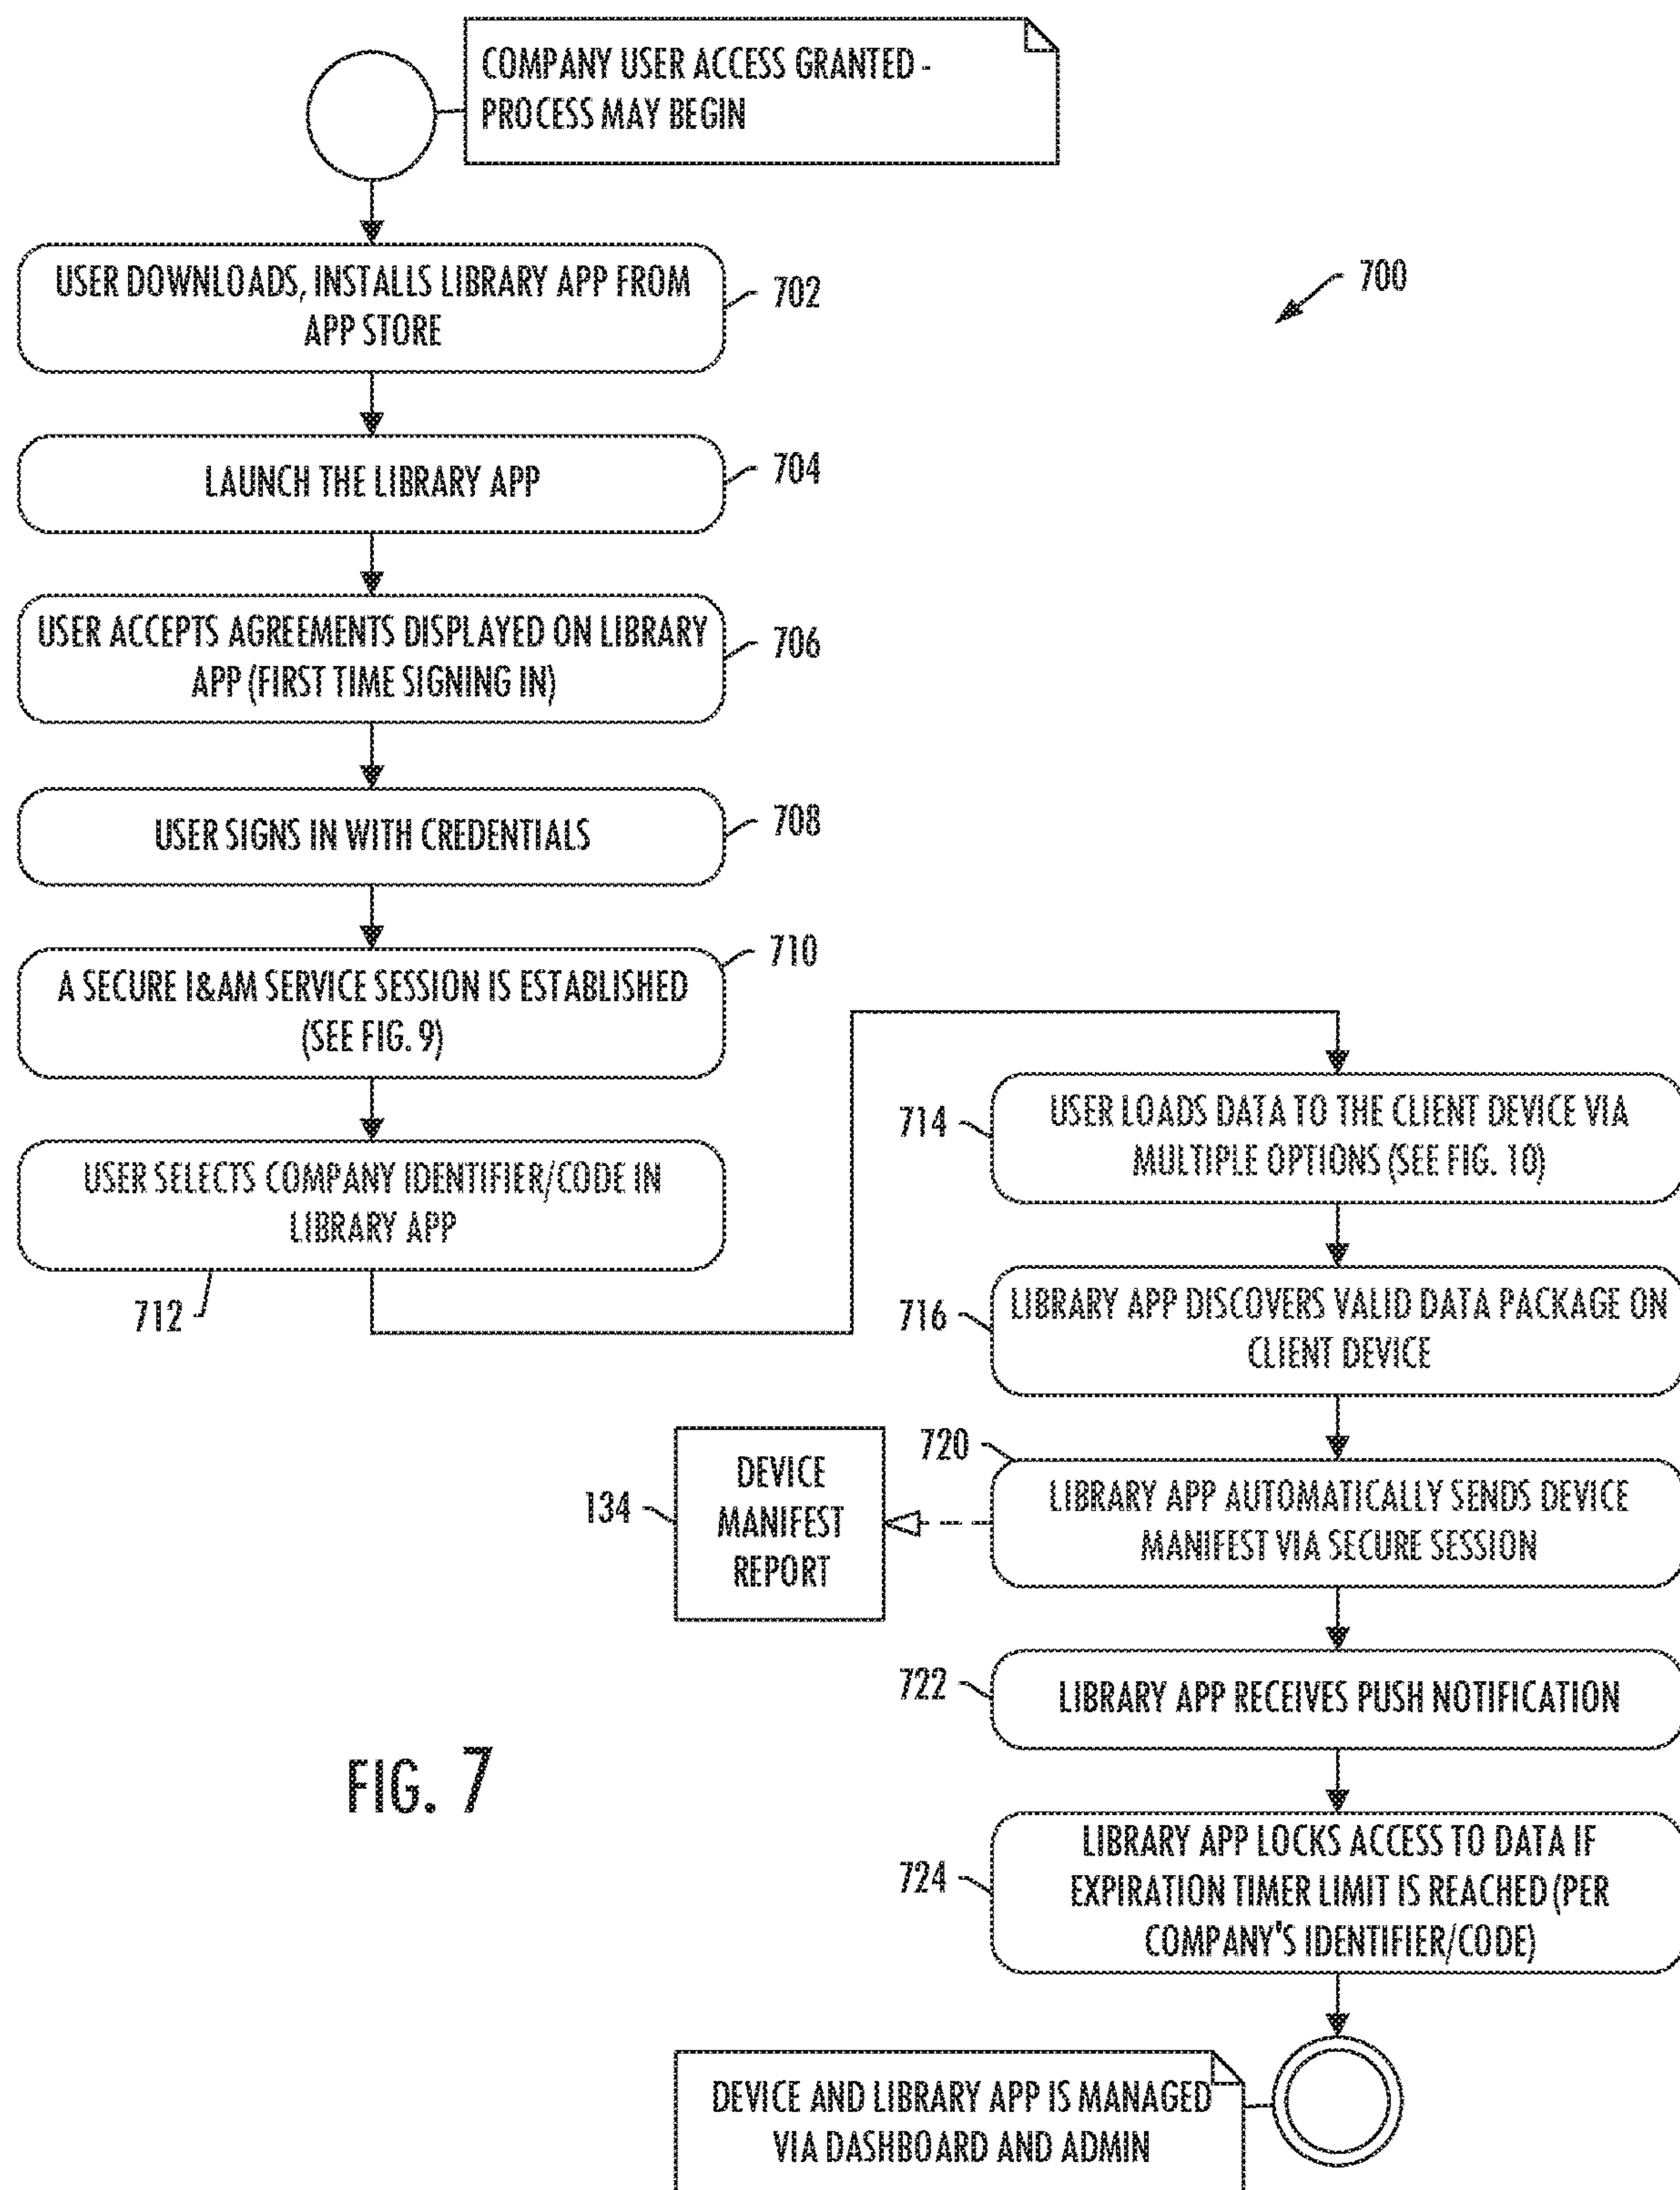 COMPANY USER ACCESS GRANTED -
PROCESS MAY BEGIN
700
USER DOWNLOADS, INSTALLS LIBRARY APP FROM
APP STORE
702
LAUNCH THE LIBRARY APP
704
USER ACCEPTS AGREEMENTS DISPLAYED ON LIBRARY
APP (FIRST TIME SIGNING IN)
706
USER SIGNS IN WITH CREDENTIALS
708
A SECURE I&AM SERVICE SESSION IS ESTABLISHED
(SEE FIG. 9)
710
USER SELECTS COMPANY IDENTIFIER/CODE IN
LIBRARY APP
712
714
USER LOADS DATA TO THE CLIENT DEVICE VIA
MULTIPLE OPTIONS (SEE FIG. 10)
716
LIBRARY APP DISCOVERS VALID DATA PACKAGE ON
CLIENT DEVICE
720
LIBRARY APP AUTOMATICALLY SENDS DEVICE
MANIFEST VIA SECURE SESSION
134
DEVICE
MANIFEST
REPORT
722
LIBRARY APP RECEIVES PUSH NOTIFICATION
724
LIBRARY APP LOCKS ACCESS TO DATA IF
EXPIRATION TIMER LIMIT IS REACHED (PER
COMPANY'S IDENTIFIER/CODE)
DEVICE AND LIBRARY APP IS MANAGED
VIA DASHBOARD AND ADMIN
FIG. 7